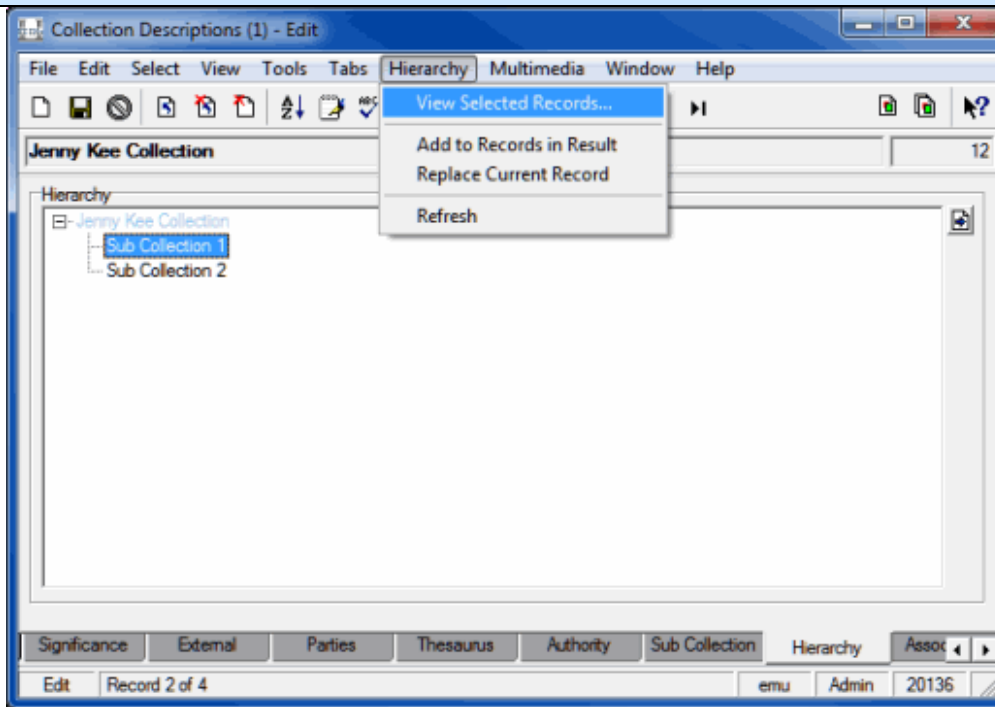 Collection Descriptions (1) - Edit
File Edit Select View Tools Tabs Hierarchy Multimedia Window Help
View Selected Records...
Add to Records in Result
Replace Current Record
Refresh
Jenny Kee Collection 12
Hierarchy
Jenny Kee Collection
Sub Collection 1
Sub Collection 2
Significance External Parties Thesaurus Authority Sub Collection Hierarchy Assoc
Edit Record 2 of 4 emu Admin 20136